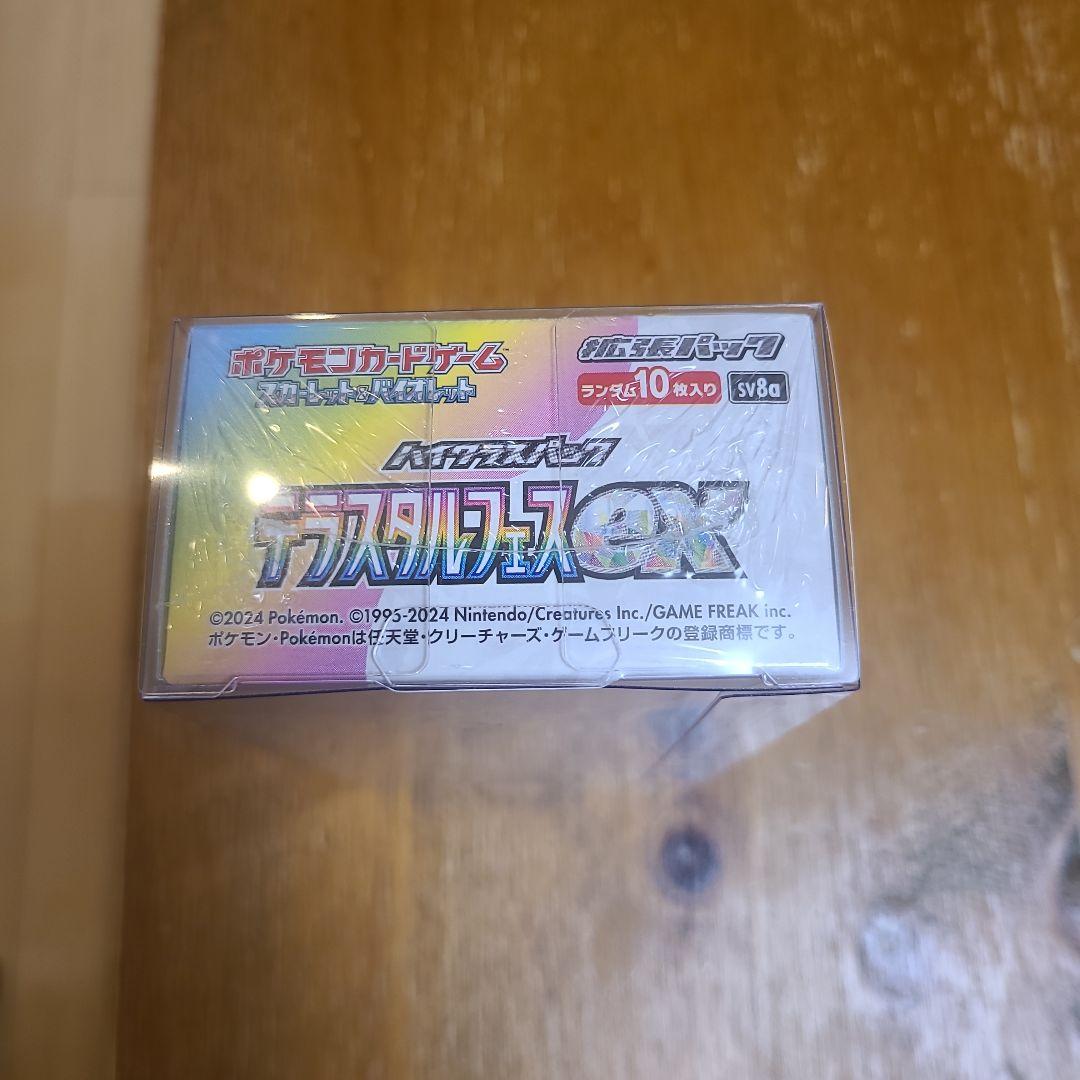 ポケモンカードゲーム
スカーレット&バイオレット
拡張パック
ランダム10枚入り SV8a
ハイクラスパック
テラスタル・フェスex
©2024 Pokémon. ©1995-2024 Nintendo/Creatures Inc./GAME FREAK inc.
ポケモン・Pokémonは任天堂・クリーチャーズ・ゲームフリークの登録商標です。